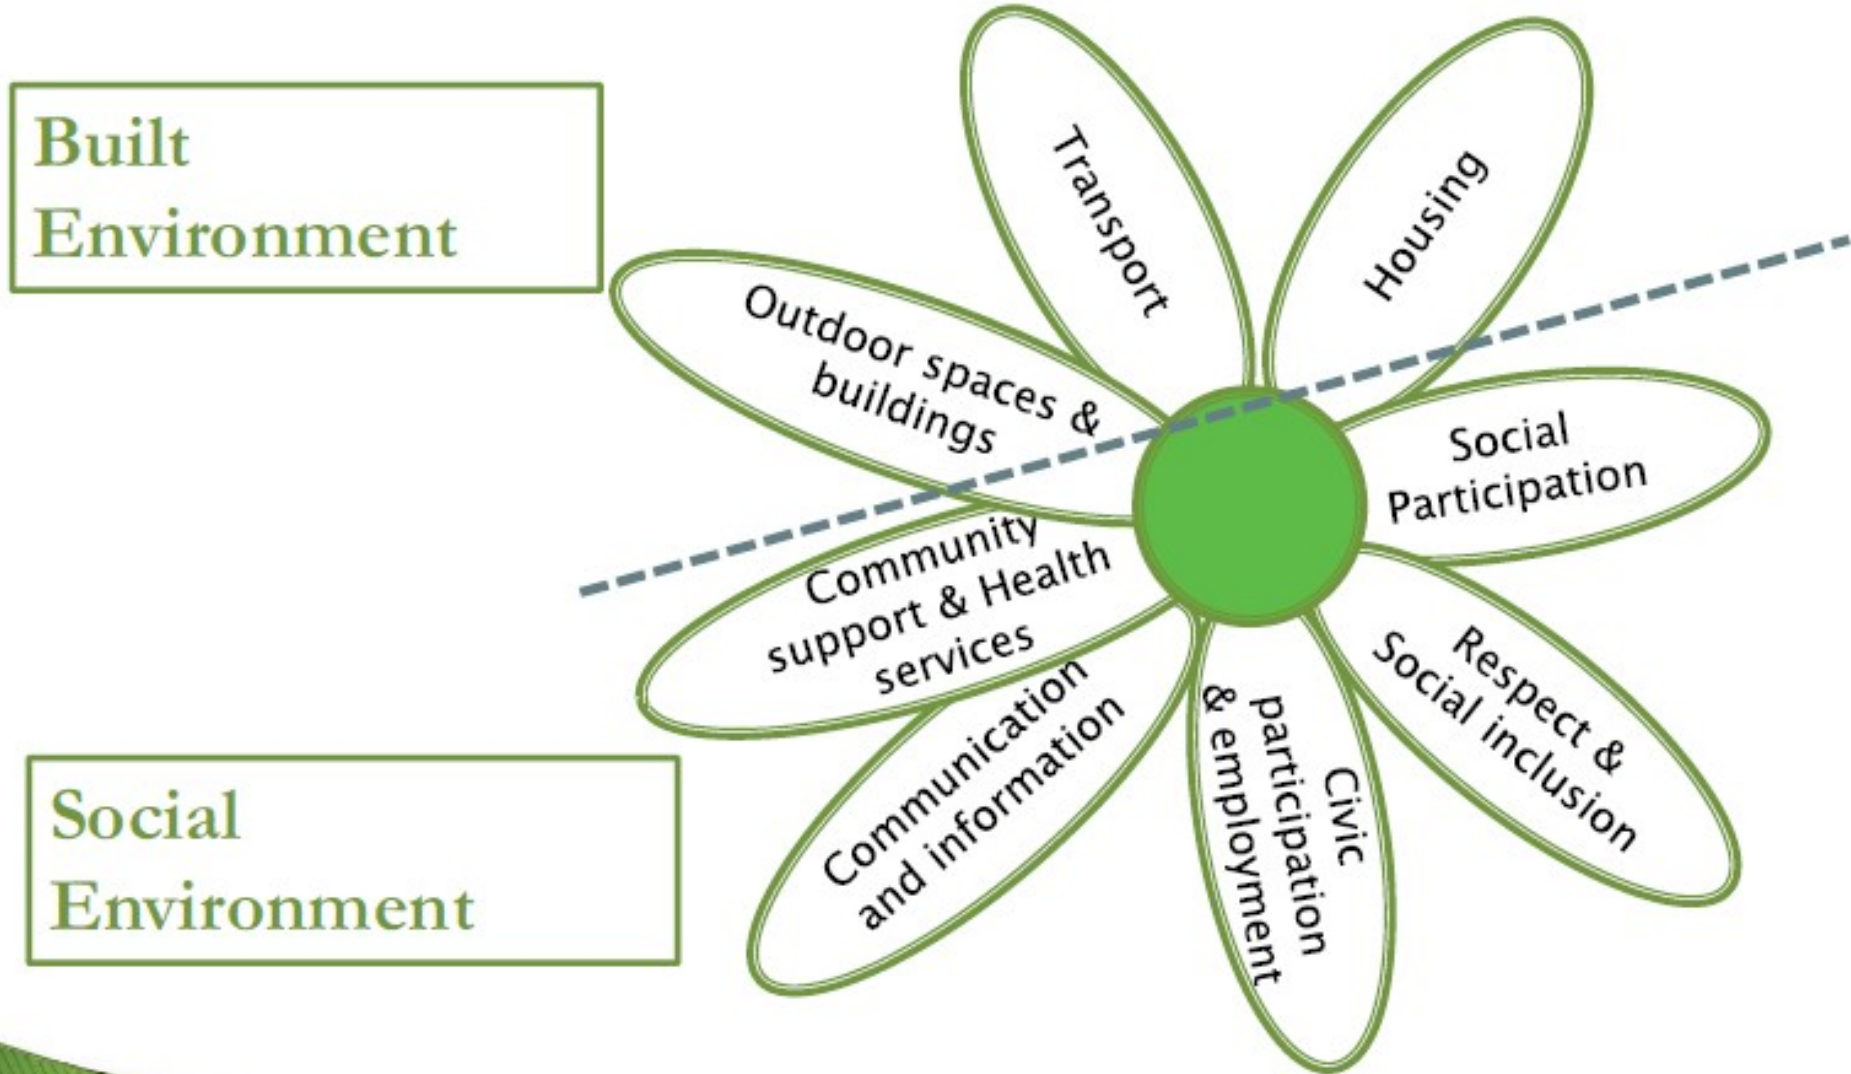 Built
Environment
Transport
Housing
Outdoor spaces &
buildings
Social
Participation
Community
support & Health
services
Respect &
Social inclusion
Communication
and information
Civic
participation
& employment
Social
Environment